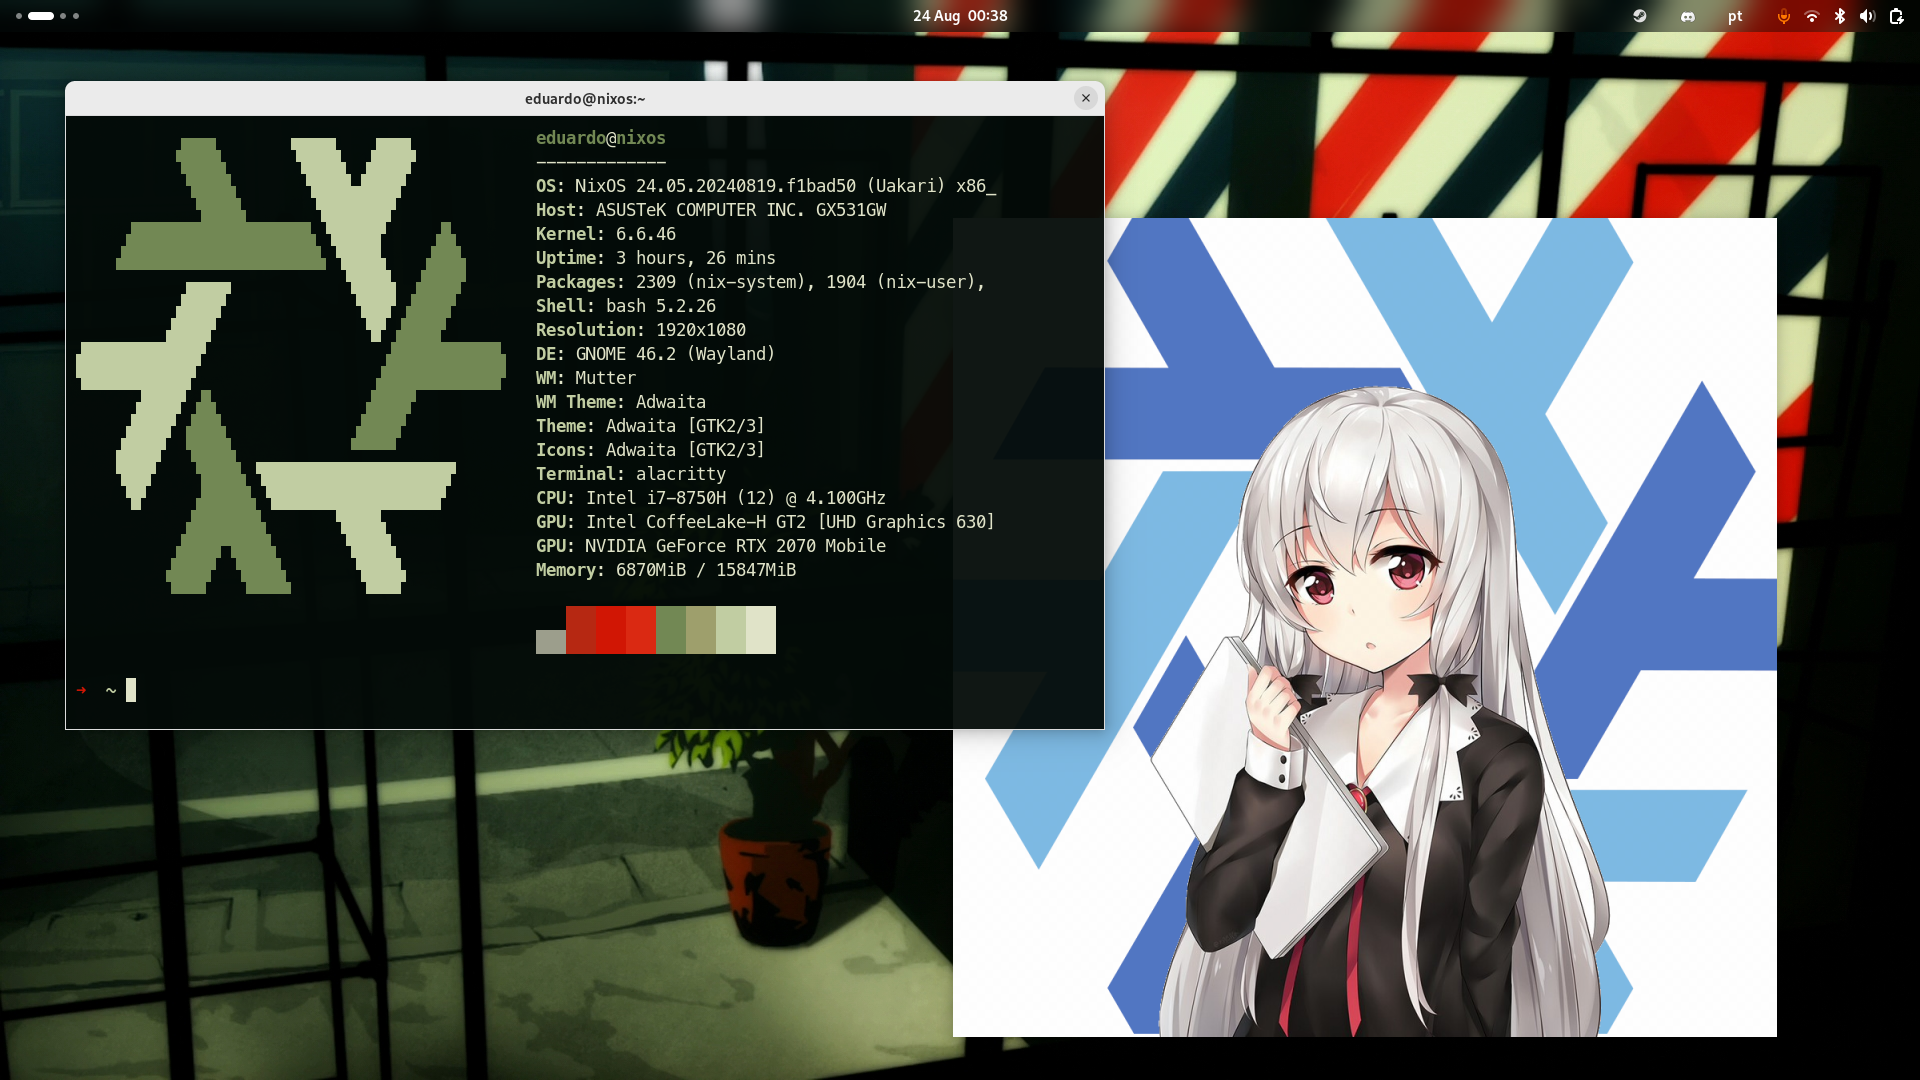 24 Aug 00:38
pt
eduardo@nixos:~
eduardo@nixos
-------------
OS: NixOS 24.05.20240819.f1bad50 (Uakari) x86_
Host: ASUSTeK COMPUTER INC. GX531GW
Kernel: 6.6.46
Uptime: 3 hours, 26 mins
Packages: 2309 (nix-system), 1904 (nix-user),
Shell: bash 5.2.26
Resolution: 1920x1080
DE: GNOME 46.2 (Wayland)
WM: Mutter
WM Theme: Adwaita
Theme: Adwaita [GTK2/3]
Icons: Adwaita [GTK2/3]
Terminal: alacritty
CPU: Intel i7-8750H (12) @ 4.100GHz
GPU: Intel CoffeeLake-H GT2 [UHD Graphics 630]
GPU: NVIDIA GeForce RTX 2070 Mobile
Memory: 6870MiB / 15847MiB
➜ ~